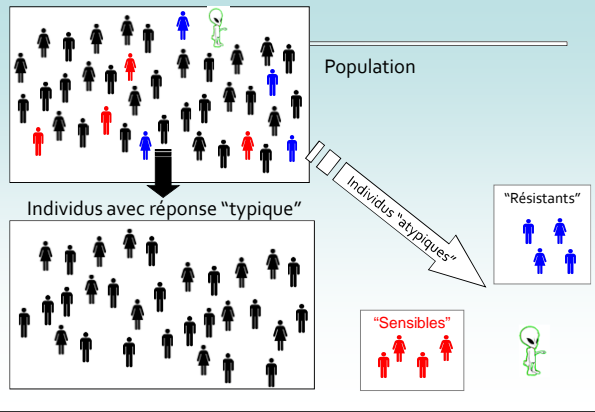 Population
Individus "atypiques"
Individus avec réponse "typique"
"Résistants"
"Sensibles"